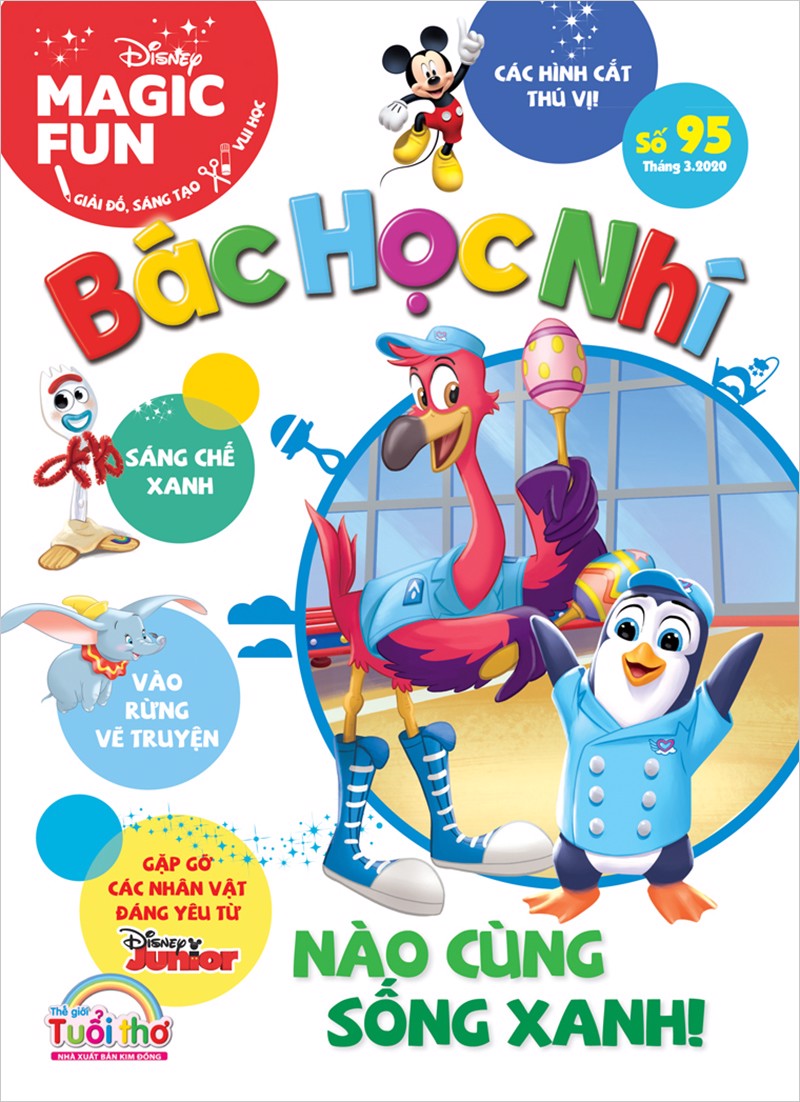 Disney
MAGIC
FUN
GIẢI ĐỐ, SÁNG TẠO
VUI HỌC
CÁC HÌNH CẮT
THÚ VỊ!
Số 95
Tháng 3.2020
Bác Học Nhí
SÁNG CHẾ
XANH
VÀO
RỪNG
VẼ TRUYỆN
GẶP GỠ
CÁC NHÂN VẬT
ĐÁNG YÊU TỪ
Disney
Junior
NÀO CÙNG
SỐNG XANH!
Thế giới
Tuổi thơ
NHÀ XUẤT BẢN KIM ĐỒNG